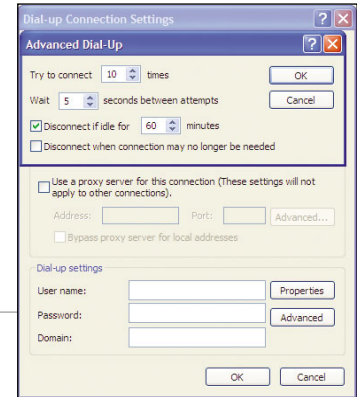 Dial-up Connection Settings
Advanced Dial-Up
Try to connect 10 times
OK
Wait 5 seconds between attempts
Cancel
Disconnect if idle for 60 minutes
Disconnect when connection may no longer be needed
Use a proxy server for this connection (These settings will not
apply to other connections).
Address: Port: Advanced...
Bypass proxy server for local addresses
Dial-up settings
User name: Properties
Password: Advanced
Domain:
OK Cancel